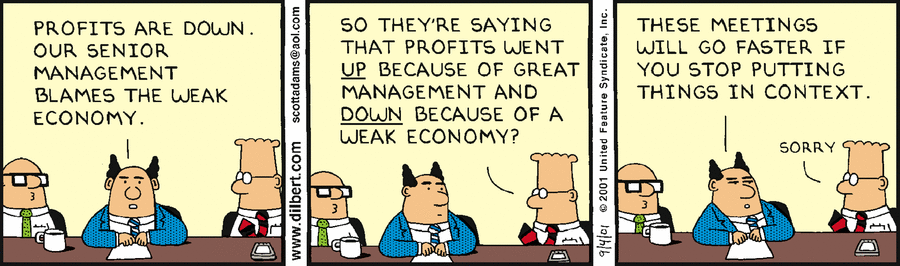 PROFITS ARE DOWN.
OUR SENIOR
MANAGEMENT
BLAMES THE WEAK
ECONOMY.
www.dilbert.com
scottadams@aol.com
SO THEY'RE SAYING
THAT PROFITS WENT
UP BECAUSE OF GREAT
MANAGEMENT AND
DOWN BECAUSE OF A
WEAK ECONOMY?
9/4/01 © 2001 United Feature Syndicate, Inc.
THESE MEETINGS
WILL GO FASTER IF
YOU STOP PUTTING
THINGS IN CONTEXT.
SORRY